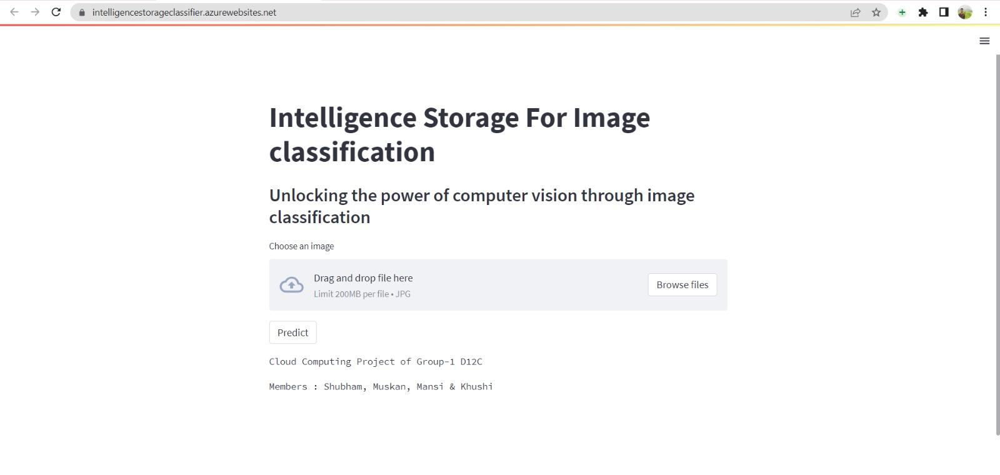 intelligencestorageclassifier.azurewebsites.net
Intelligence Storage For Image
classification
Unlocking the power of computer vision through image
classification
Choose an image
Drag and drop file here
Limit 200MB per file • JPG
Browse files
Predict
Cloud Computing Project of Group-1 D12C
Members : Shubham, Muskan, Mansi & Khushi